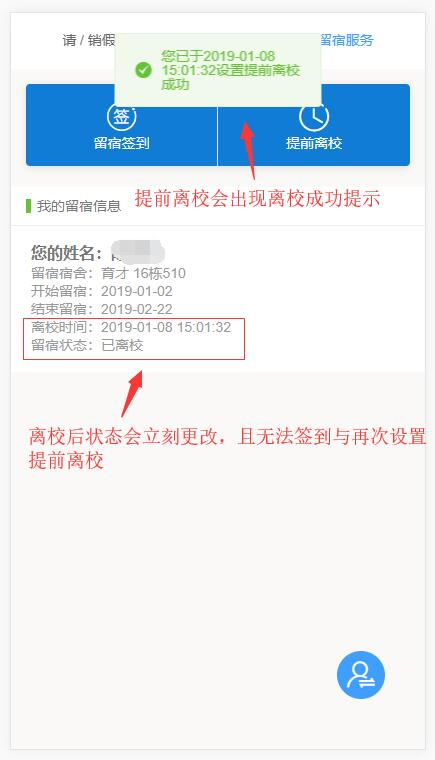 请 / 销假
留宿服务
您已于2019-01-08
15:01:32设置提前离校
成功
签
留宿签到
提前离校
我的留宿信息
提前离校会出现离校成功提示
您的姓名：
留宿宿舍：育才 16栋510
开始留宿：2019-01-02
结束留宿：2019-02-22
离校时间：2019-01-08 15:01:32
留宿状态：已离校
离校后状态会立刻更改，且无法签到与再次设置
提前离校